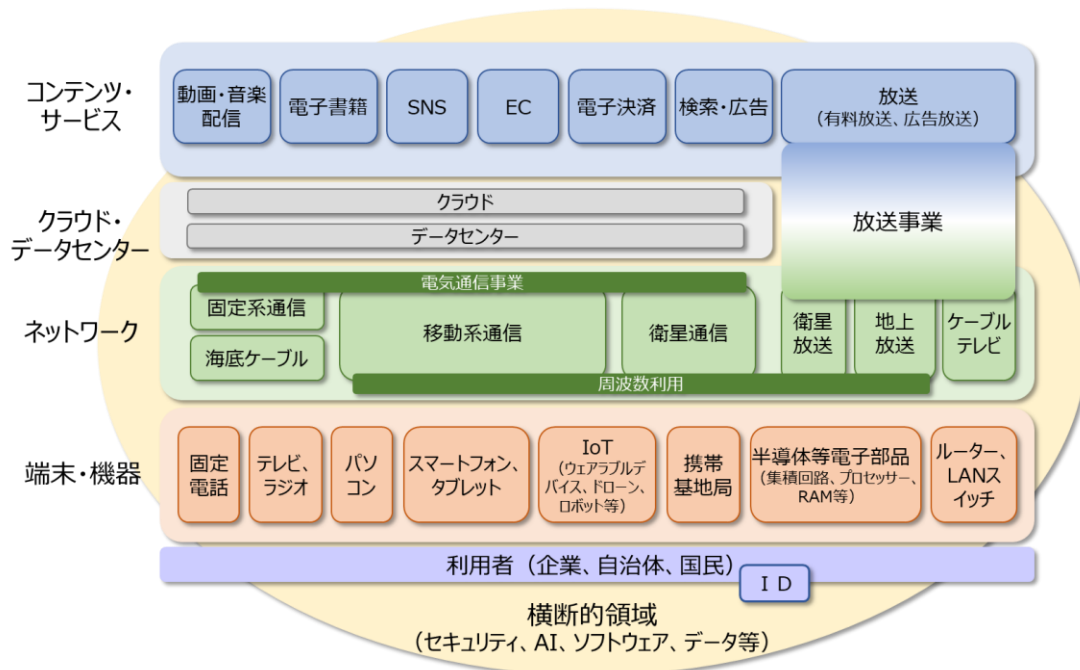 コンテンツ・
サービス
動画・音楽
配信
電子書籍
SNS
EC
電子決済
検索・広告
放送
（有料放送、広告放送）
クラウド・
データセンター
クラウド
データセンター
放送事業
ネットワーク
電気通信事業
固定系通信
海底ケーブル
移動系通信
衛星通信
衛星
放送
地上
放送
ケーブル
テレビ
周波数利用
端末・機器
固定
電話
テレビ、
ラジオ
パソ
コン
スマートフォン、
タブレット
IoT
（ウェアラブルデ
バイス、ドローン、
ロボット等）
携帯
基地局
半導体等電子部品
（集積回路、プロセッサー、
RAM等）
ルーター、
LANス
イッチ
利用者（企業、自治体、国民）
ＩＤ
横断的領域
（セキュリティ、AI、ソフトウェア、データ等）